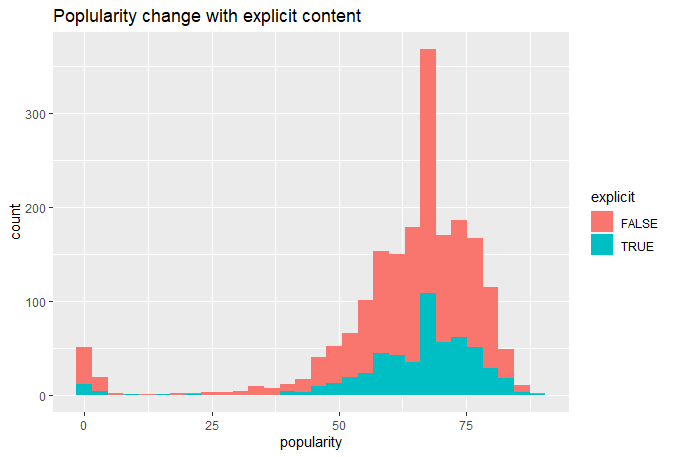 Poplularity change with explicit content
count
300
200
100
0
0 25 50 75
popularity
explicit
FALSE
TRUE